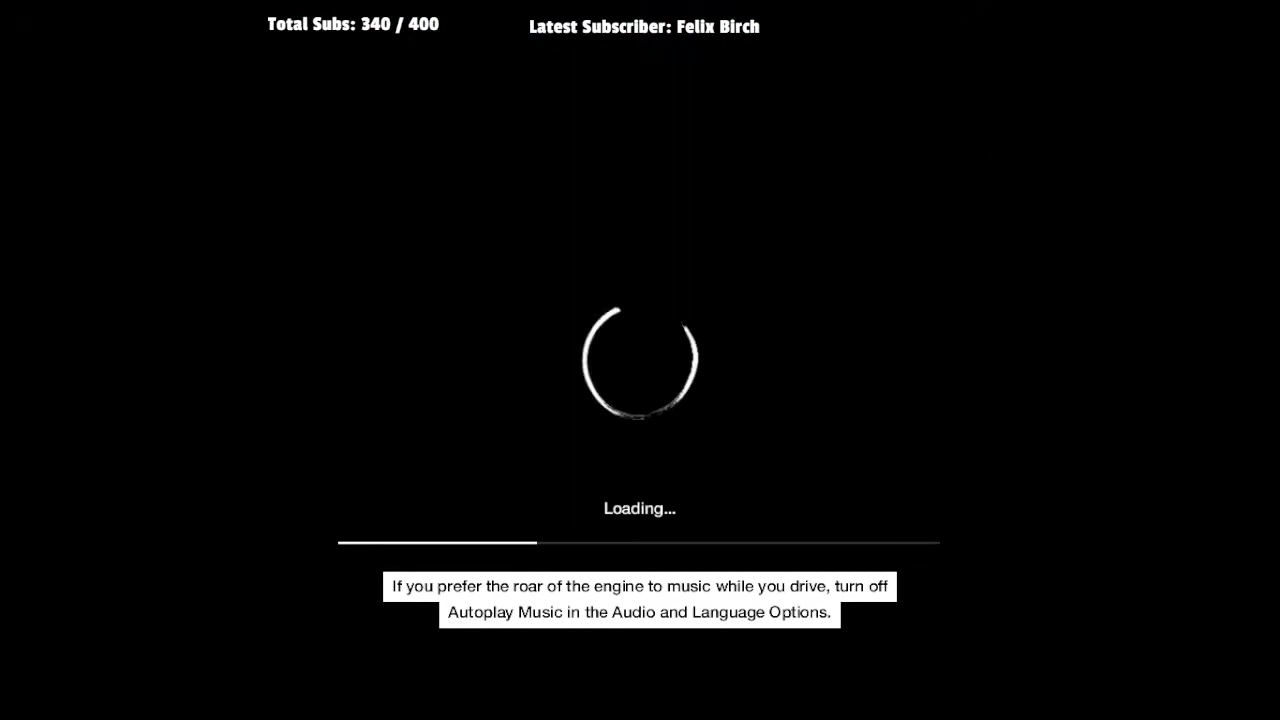 Total Subs: 340 / 400
Latest Subscriber: Felix Birch
Loading...
If you prefer the roar of the engine to music while you drive, turn off
Autoplay Music in the Audio and Language Options.